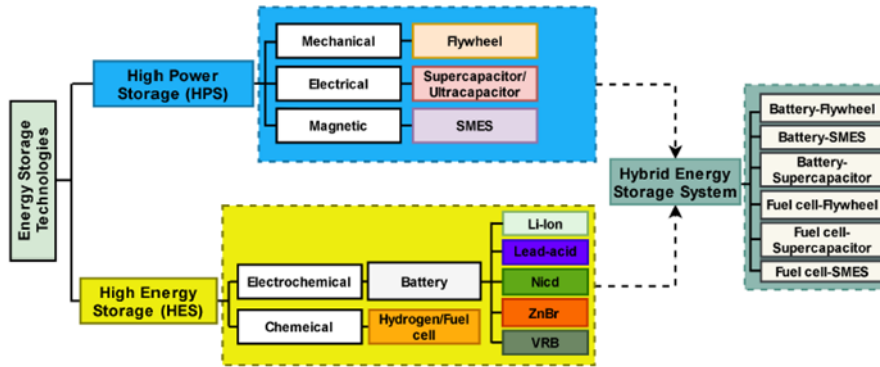 Energy Storage
Technologies
High Power
Storage (HPS)
Mechanical
Flywheel
Electrical
Supercapacitor/
Ultracapacitor
Magnetic
SMES
High Energy
Storage (HES)
Electrochemical
Battery
Li-Ion
Lead-acid
Nicd
ZnBr
VRB
Chemeical
Hydrogen/Fuel
cell
Hybrid Energy
Storage System
Battery-Flywheel
Battery-SMES
Battery-
Supercapacitor
Fuel cell-Flywheel
Fuel cell-
Supercapacitor
Fuel cell-SMES